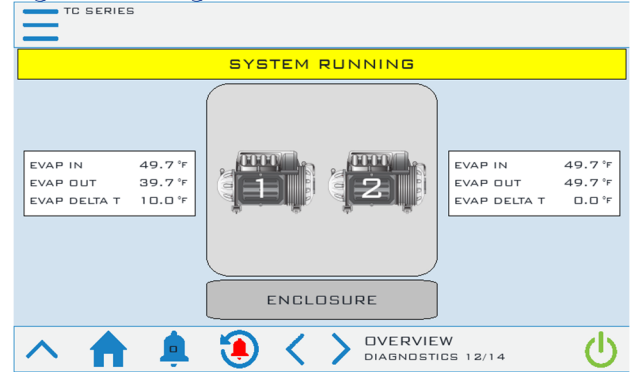 TC SERIES
SYSTEM RUNNING
EVAP IN 49.7 °F
EVAP OUT 39.7 °F
EVAP DELTA T 10.0 °F
1 2
EVAP IN 49.7 °F
EVAP OUT 49.7 °F
EVAP DELTA T 0.0 °F
ENCLOSURE
0
OVERVIEW
DIAGNOSTICS 12/14